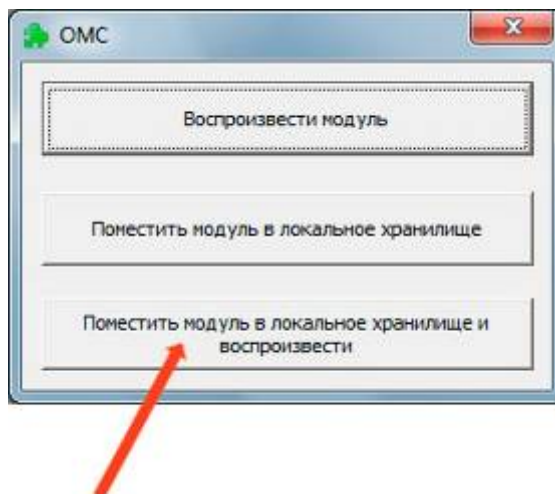 ОМС
Воспроизвести модуль
Поместить модуль в локальное хранилище
Поместить модуль в локальное хранилище и
воспроизвести